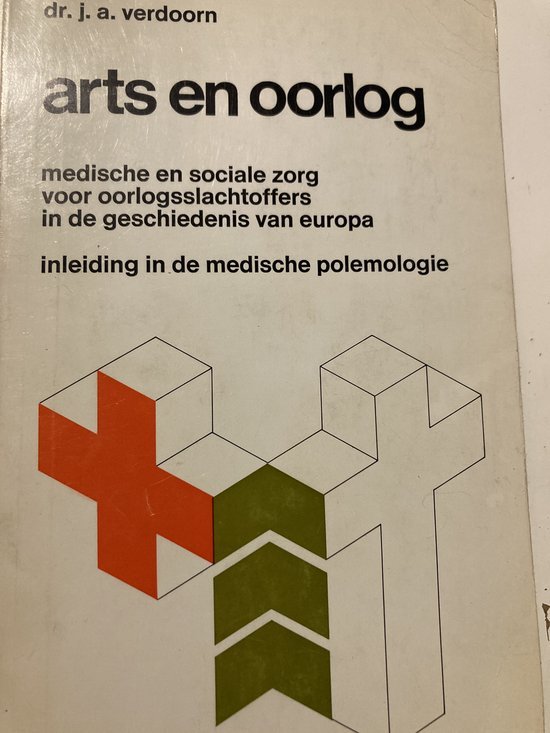 dr. j. a. verdoorn
arts en oorlog
medische en sociale zorg
voor oorlogsslachtoffers
in de geschiedenis van europa
inleiding in de medische polemologie